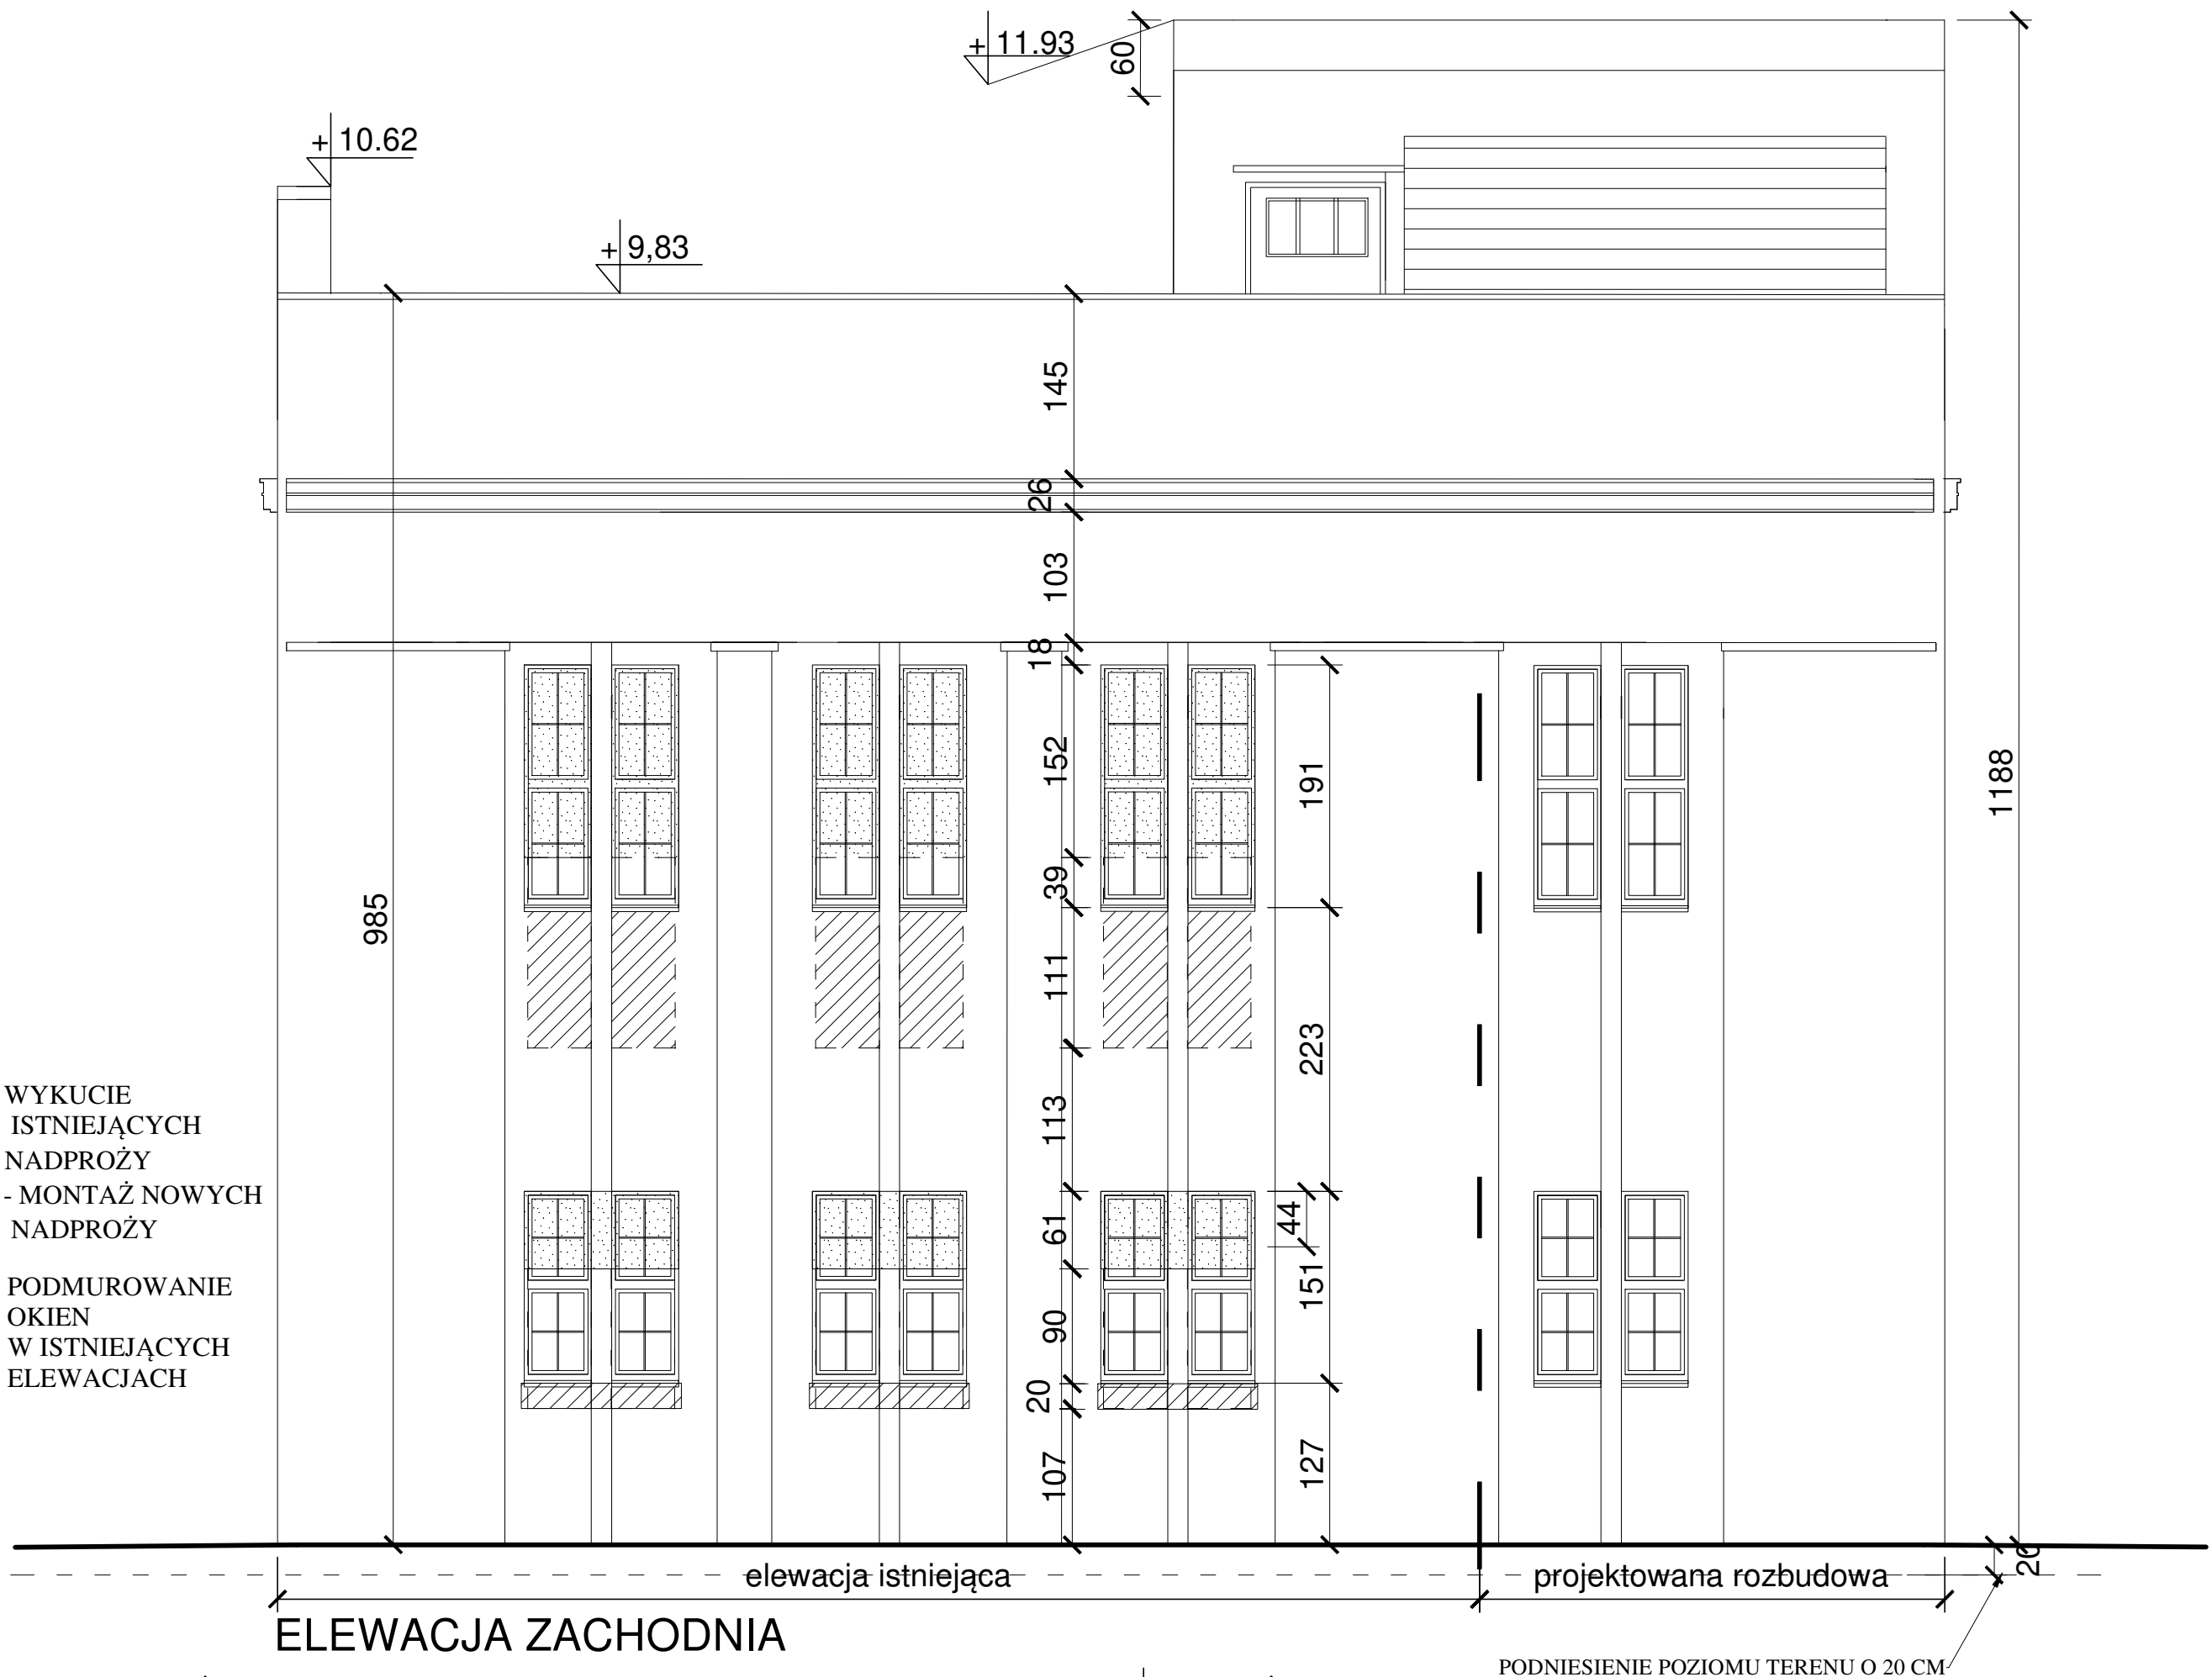 + 11.93
60
+ 10.62
+ 9,83
145
26
103
18
152
191
1188
39
985
111
223
113
WYKUCIE
ISTNIEJĄCYCH
NADPROŻY
- MONTAŻ NOWYCH
NADPROŻY
61
44
151
PODMUROWANIE
OKIEN
W ISTNIEJĄCYCH
ELEWACJACH
90
20
107
127
elewacja istniejąca
projektowana rozbudowa
20
ELEWACJA ZACHODNIA
PODNIESIENIE POZIOMU TERENU O 20 CM